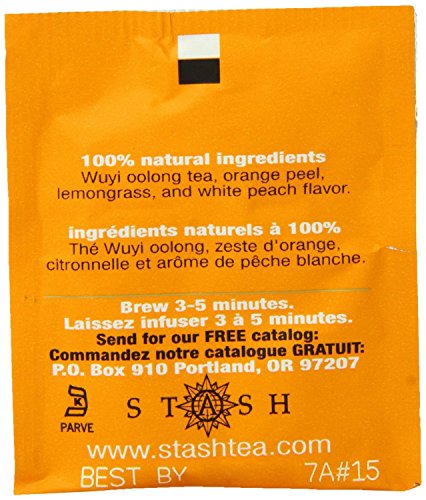 100% natural ingredients
Wuyi oolong tea, orange peel,
lemongrass, and white peach flavor.
ingrédients naturels à 100%
Thé Wuyi oolong, zeste d'orange,
citronnelle et arôme de pêche blanche.
Brew 3-5 minutes.
Laissez infuser 3 à 5 minutes.
Send for our FREE catalog:
Commandez notre catalogue GRATUIT:
P.O. Box 910 Portland, OR 97207
K
PARVE
STASH
www.stashtea.com
BEST BY 7A#15